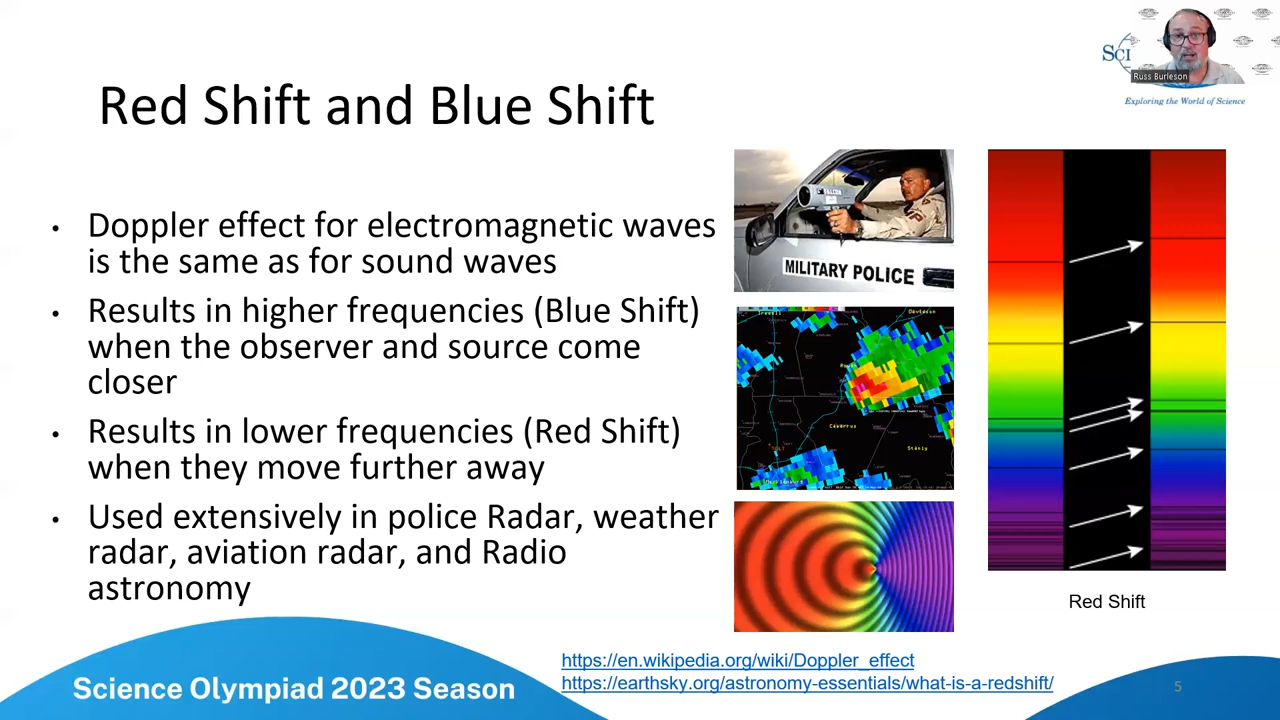 Sci
Russ Burleson
Exploring the World of Science
Red Shift and Blue Shift
• Doppler effect for electromagnetic waves
is the same as for sound waves
• Results in higher frequencies (Blue Shift)
when the observer and source come
closer
• Results in lower frequencies (Red Shift)
when they move further away
• Used extensively in police Radar, weather
radar, aviation radar, and Radio
astronomy
FALCON
MILITARY POLICE
Davidson
Cabarrus
Stanly
Red Shift
https://en.wikipedia.org/wiki/Doppler_effect
https://earthsky.org/astronomy-essentials/what-is-a-redshift/
Science Olympiad 2023 Season
5